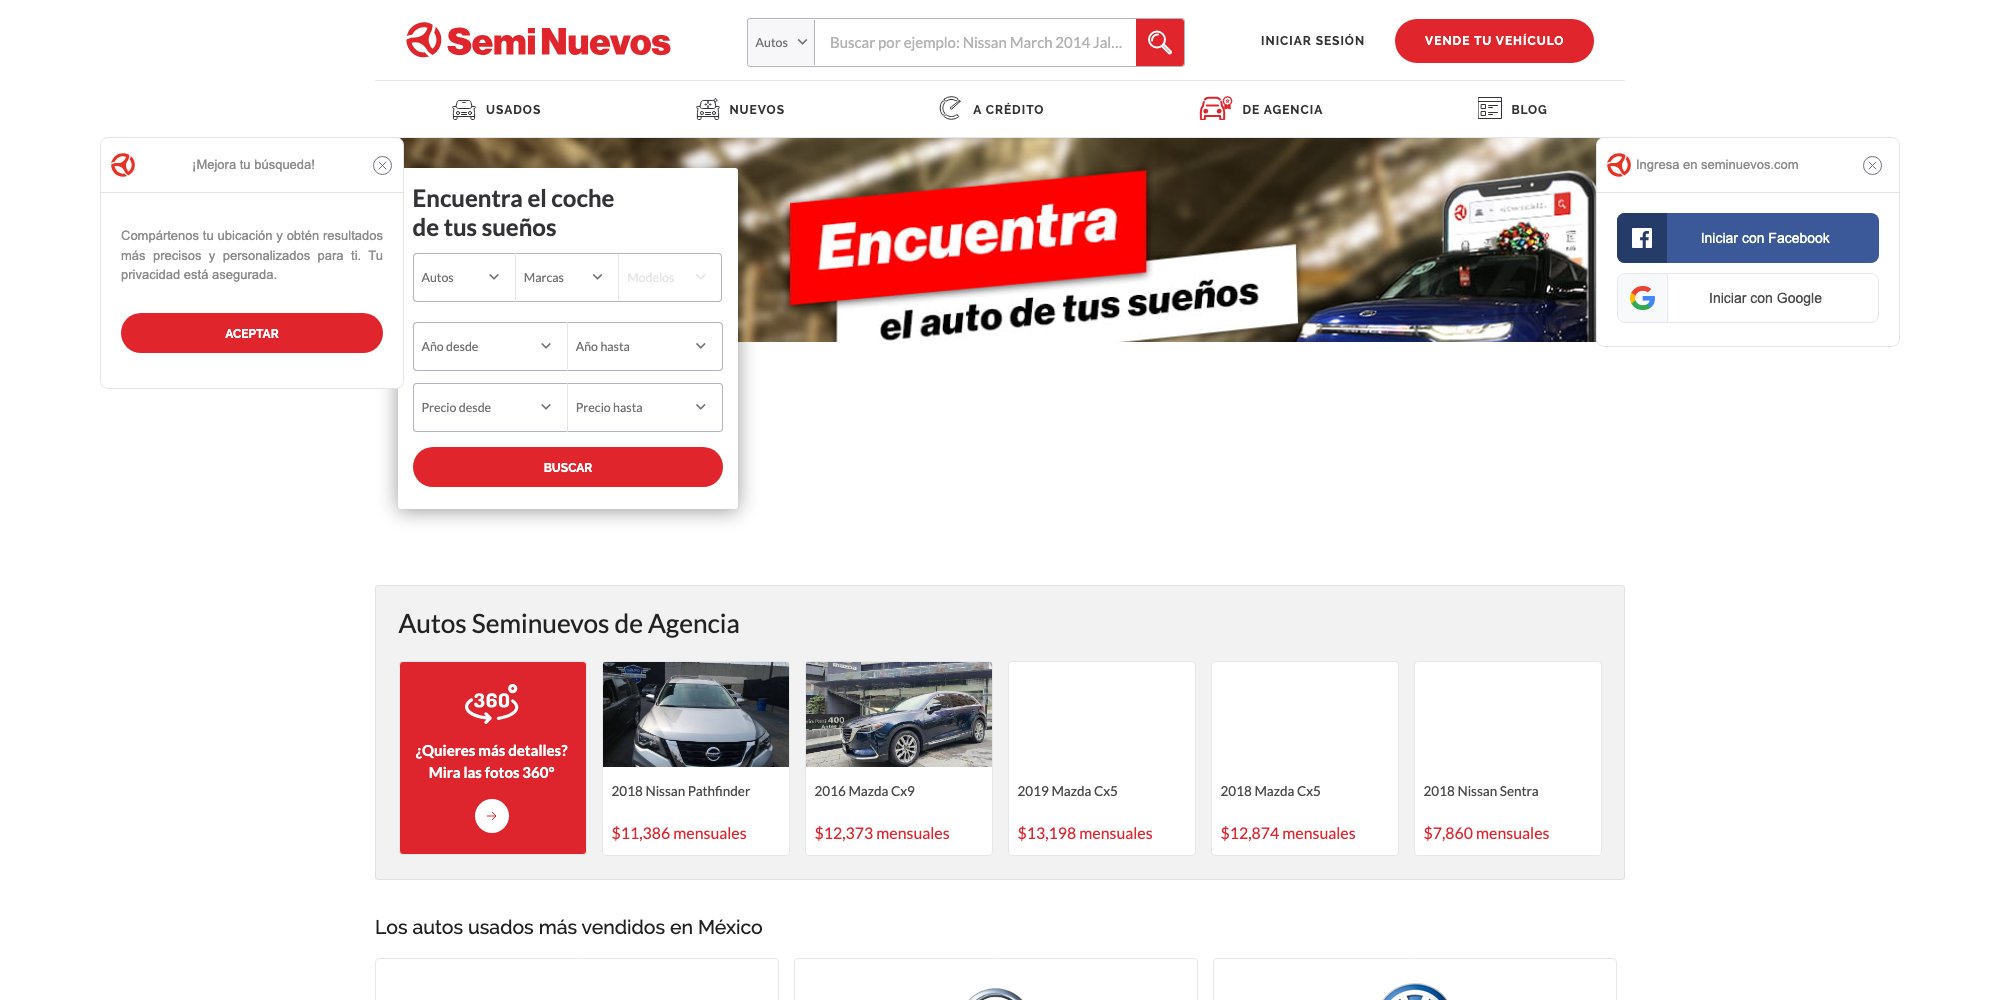 Semi Nuevos
Autos
Buscar por ejemplo: Nissan March 2014 Jal...
INICIAR SESIÓN
VENDE TU VEHÍCULO
USADOS
NUEVOS
A CRÉDITO
DE AGENCIA
BLOG
¡Mejora tu búsqueda!
Compártenos tu ubicación y obtén resultados
más precisos y personalizados para ti. Tu
privacidad está asegurada.
ACEPTAR
Encuentra el coche
de tus sueños
Autos
Marcas
Modelos
Año desde
Año hasta
Precio desde
Precio hasta
BUSCAR
Encuentra
el auto de tus sueños
Ingresa en seminuevos.com
Iniciar con Facebook
Iniciar con Google
Autos Seminuevos de Agencia
360°
¿Quieres más detalles?
Mira las fotos 360º
2018 Nissan Pathfinder
$11,386 mensuales
400
2016 Mazda Cx9
$12,373 mensuales
2019 Mazda Cx5
$13,198 mensuales
2018 Mazda Cx5
$12,874 mensuales
2018 Nissan Sentra
$7,860 mensuales
Los autos usados más vendidos en México